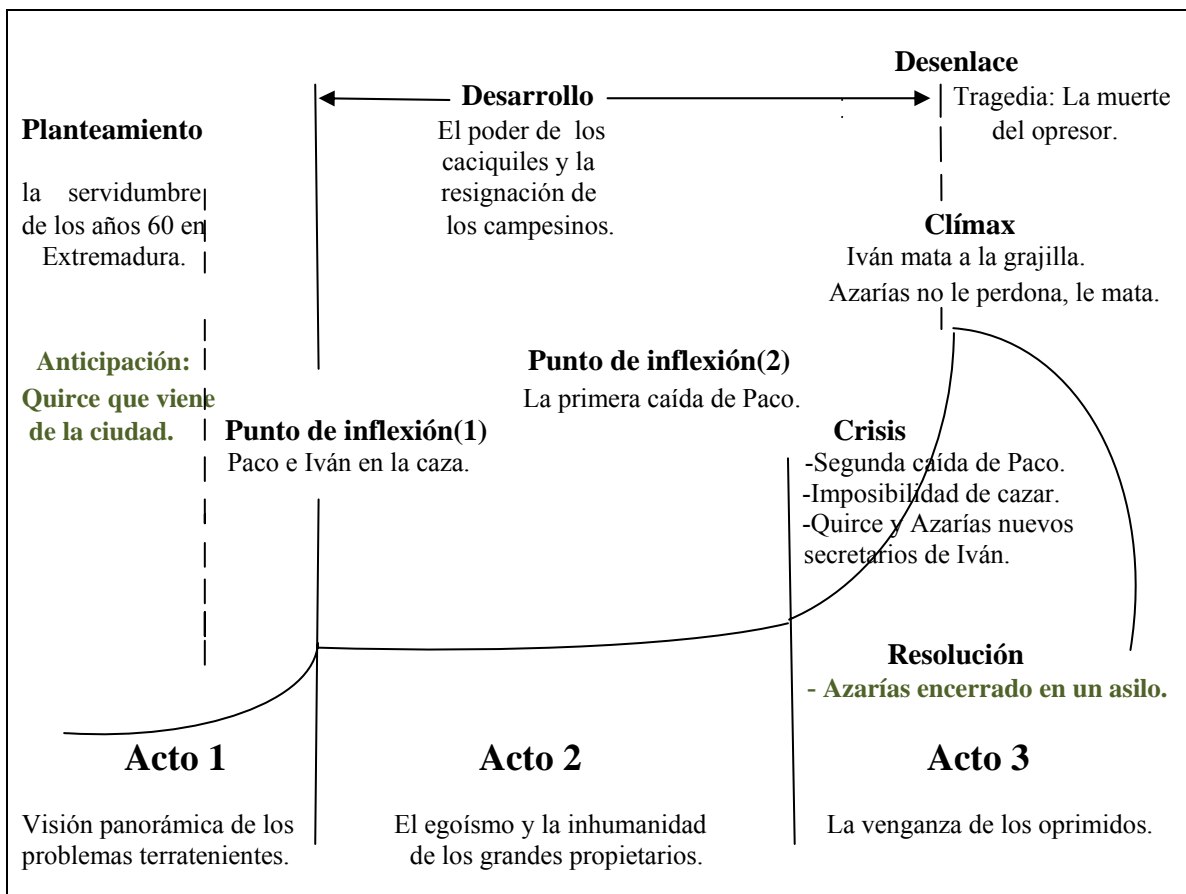 Desenlace
Desarrollo
Tragedia: La muerte
del opresor.
Planteamiento
El poder de los
caciquiles y la
resignación de
los campesinos.
la servidumbre
de los años 60 en
Extremadura.
Clímax
Iván mata a la grajilla.
Azarías no le perdona, le mata.
Anticipación:
Quirce que viene
de la ciudad.
Punto de inflexión(2)
La primera caída de Paco.
Punto de inflexión(1)
Paco e Iván en la caza.
Crisis
-Segunda caída de Paco.
-Imposibilidad de cazar.
-Quirce y Azarías nuevos
secretarios de Iván.
Resolución
- Azarías encerrado en un asilo.
Acto 1
Acto 2
Acto 3
Visión panorámica de los
problemas terratenientes.
El egoísmo y la inhumanidad
de los grandes propietarios.
La venganza de los oprimidos.